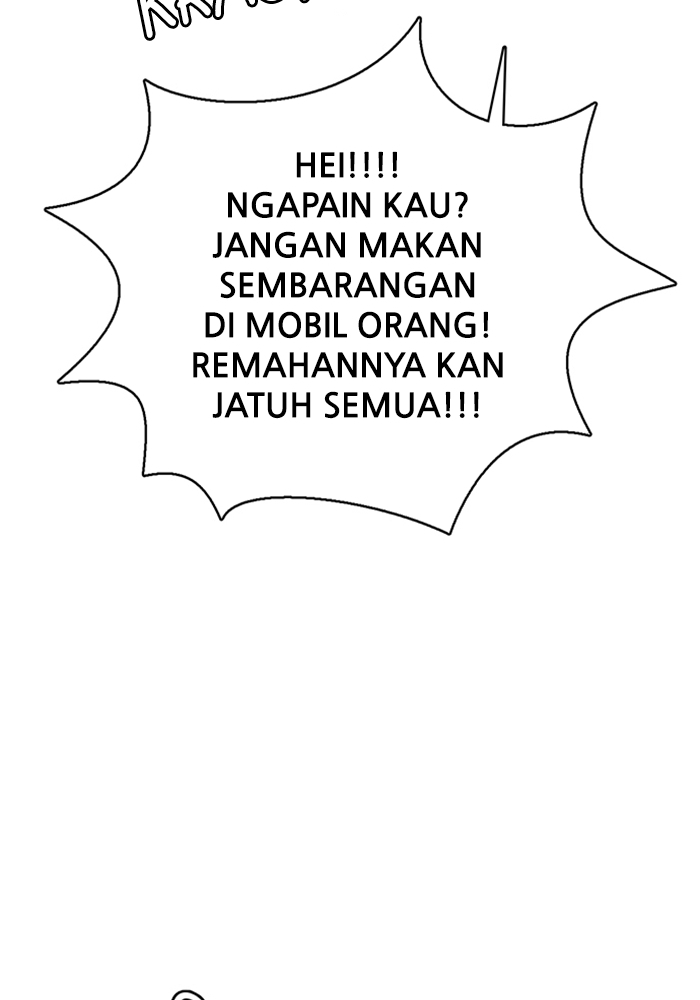 HEI!!!!
NGAPAIN KAU?
JANGAN MAKAN
SEMBARANGAN
DI MOBIL ORANG!
REMAHANNYA KAN
JATUH SEMUA!!!